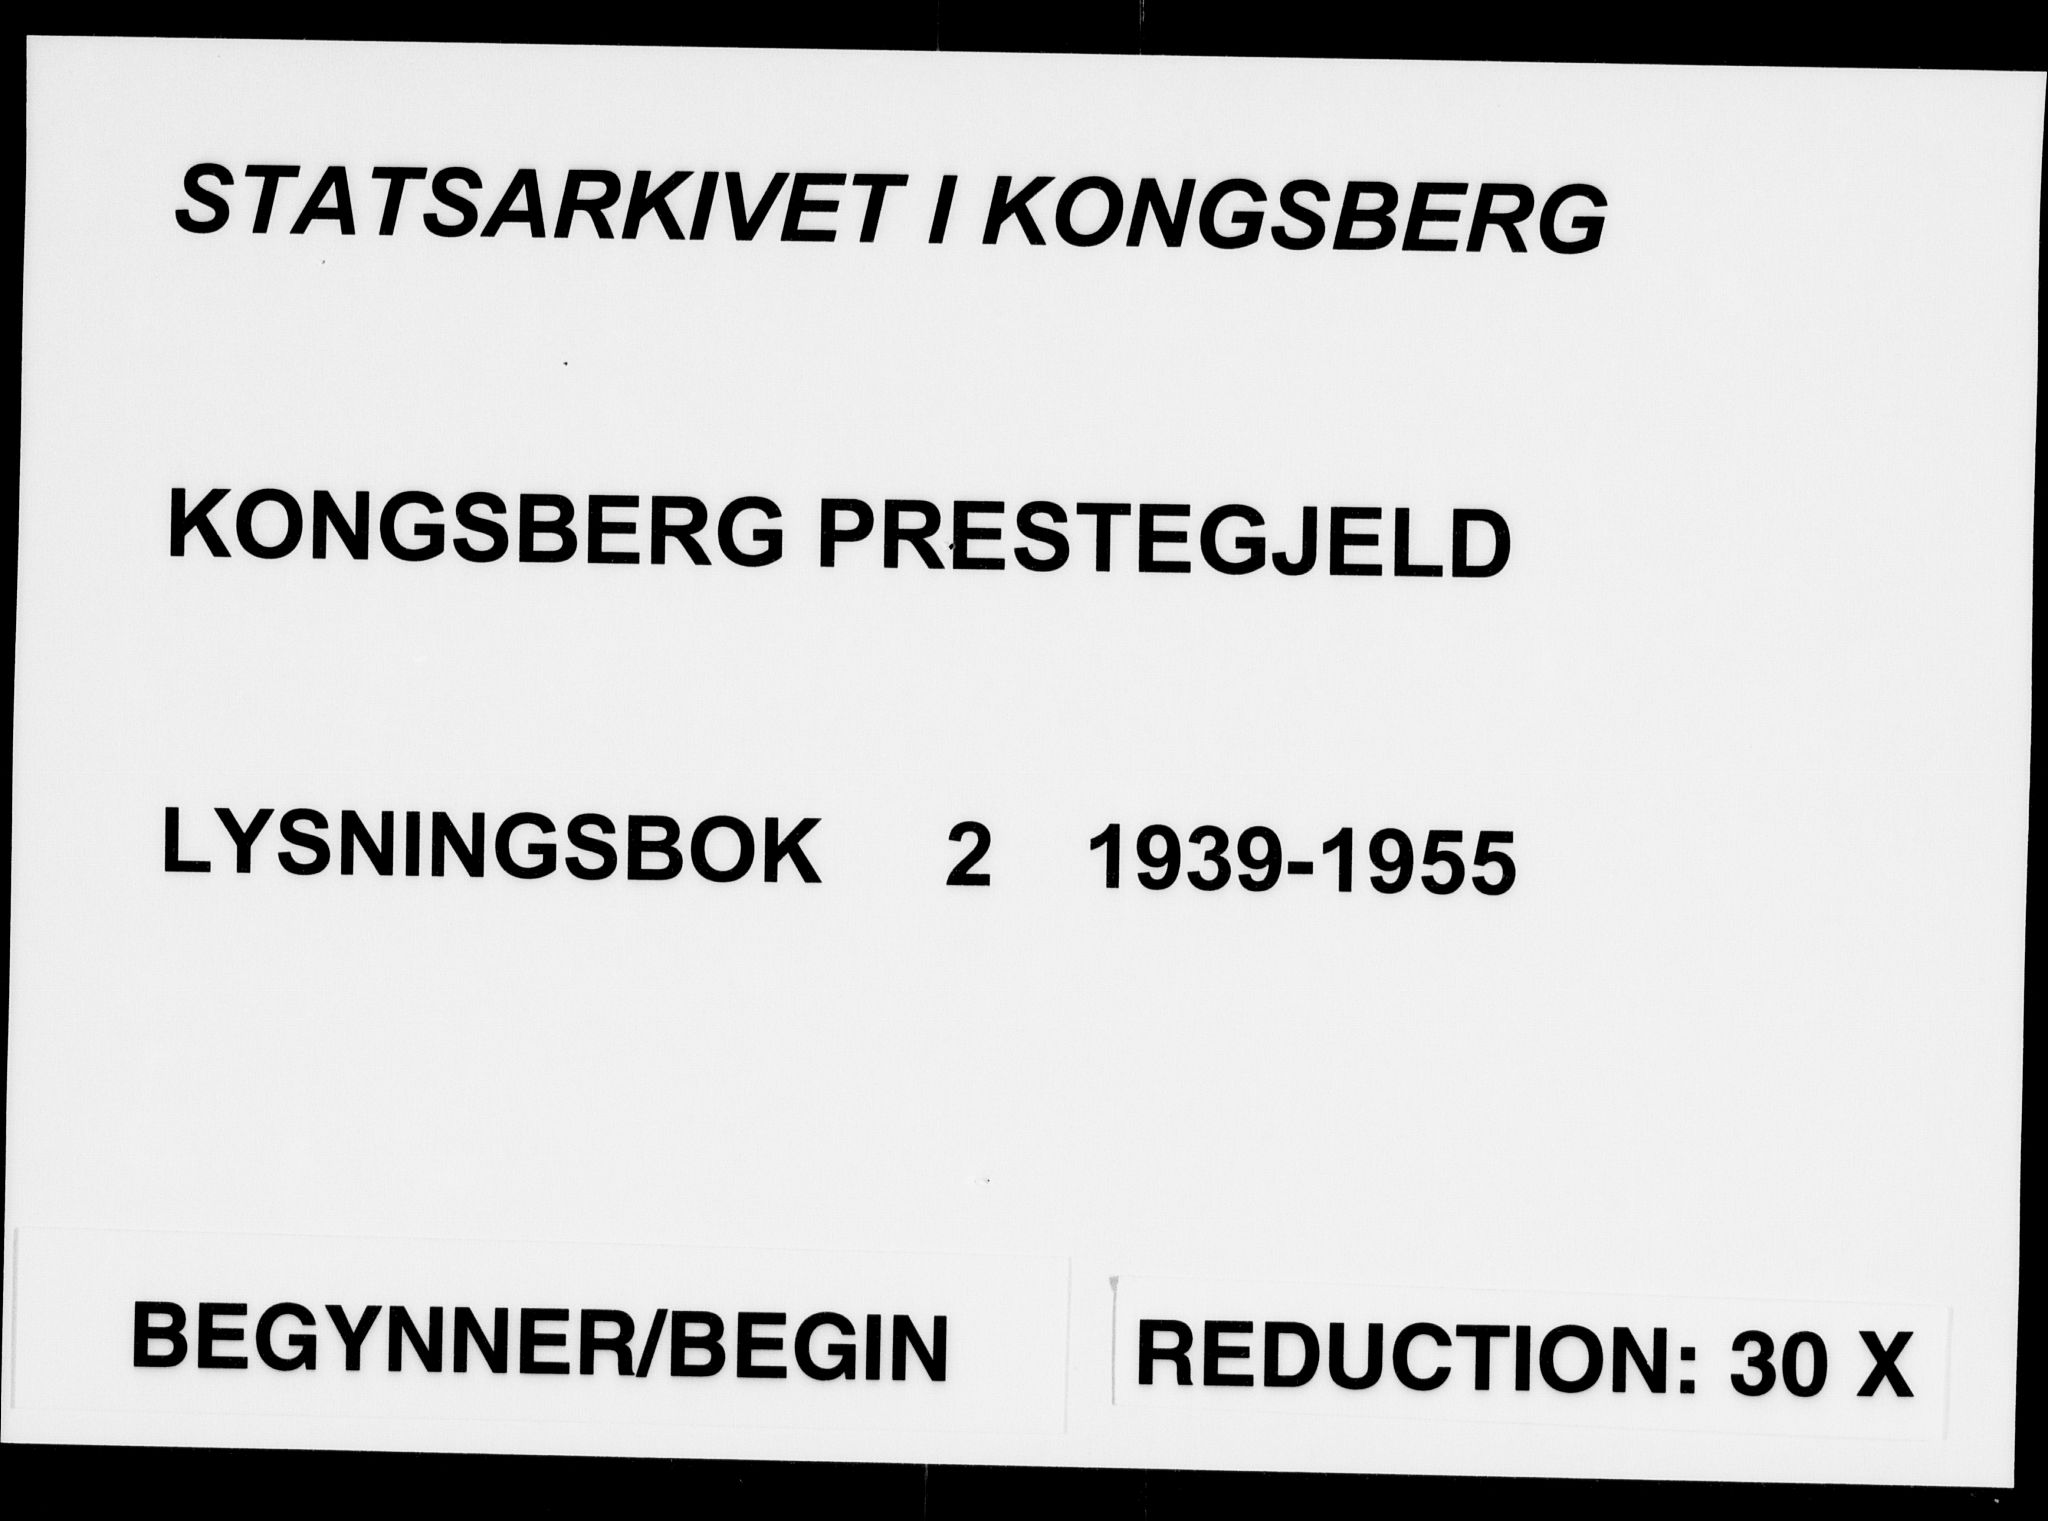 STATSARKIVET I KONGSBERG
KONGSBERG PRESTEGJELD
LYSNINGSBOK 2 1939-1955
BEGYNNER/BEGIN REDUCTION: 30 X